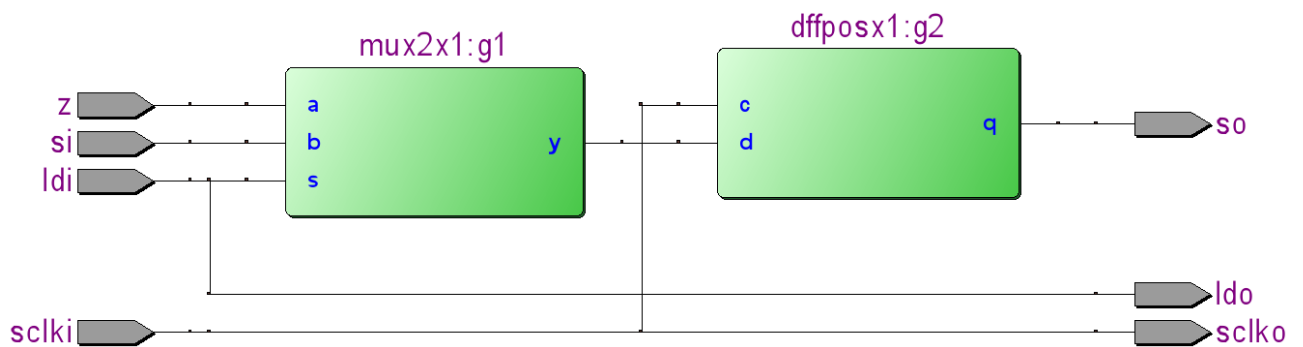 mux2x1:g1
dffposx1:g2
z
si
ldi
a
b
s
y
c
d
q
so
ldo
sclki
sclko